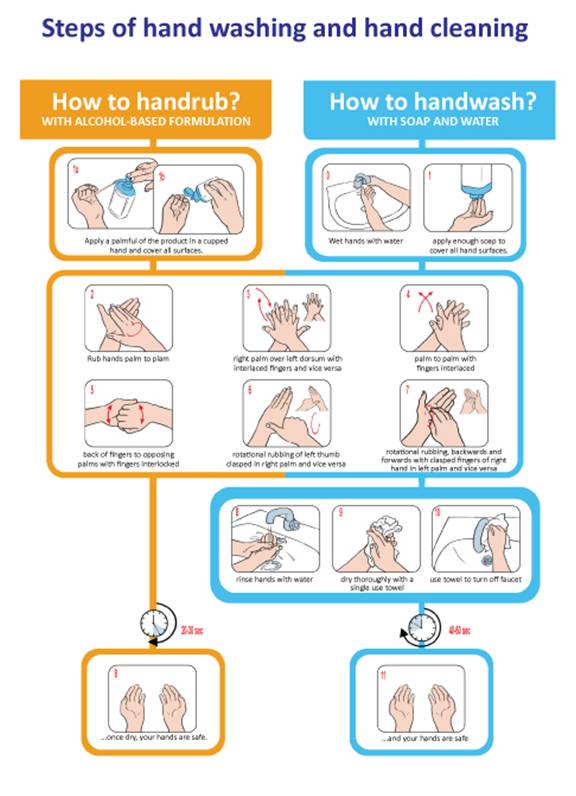 Steps of hand washing and hand cleaning
How to handrub?
WITH ALCOHOL-BASED FORMULATION
How to handwash?
WITH SOAP AND WATER
1a
1b
Apply a palmful of the product in a cupped
hand and cover all surfaces.
0
Wet hands with water
1
apply enough soap to
cover all hand surfaces.
2
Rub hands palm to plam
3
right palm over left dorsum with
interlaced fingers and vice versa
4
palm to palm with
fingers interlaced
5
back of fingers to opposing
palms with fingers interlocked
6
rotational rubbing of left thumb
clasped in right palm and vice versa
7
rotational rubbing, backwards and
forwards with clasped fingers of right
hand in left palm and vice versa
8
rinse hands with water
9
dry thoroughly with a
single use towel
10
use towel to turn off faucet
20-30 sec
40-60 sec
8
...once dry, your hands are safe.
11
...and your hands are safe